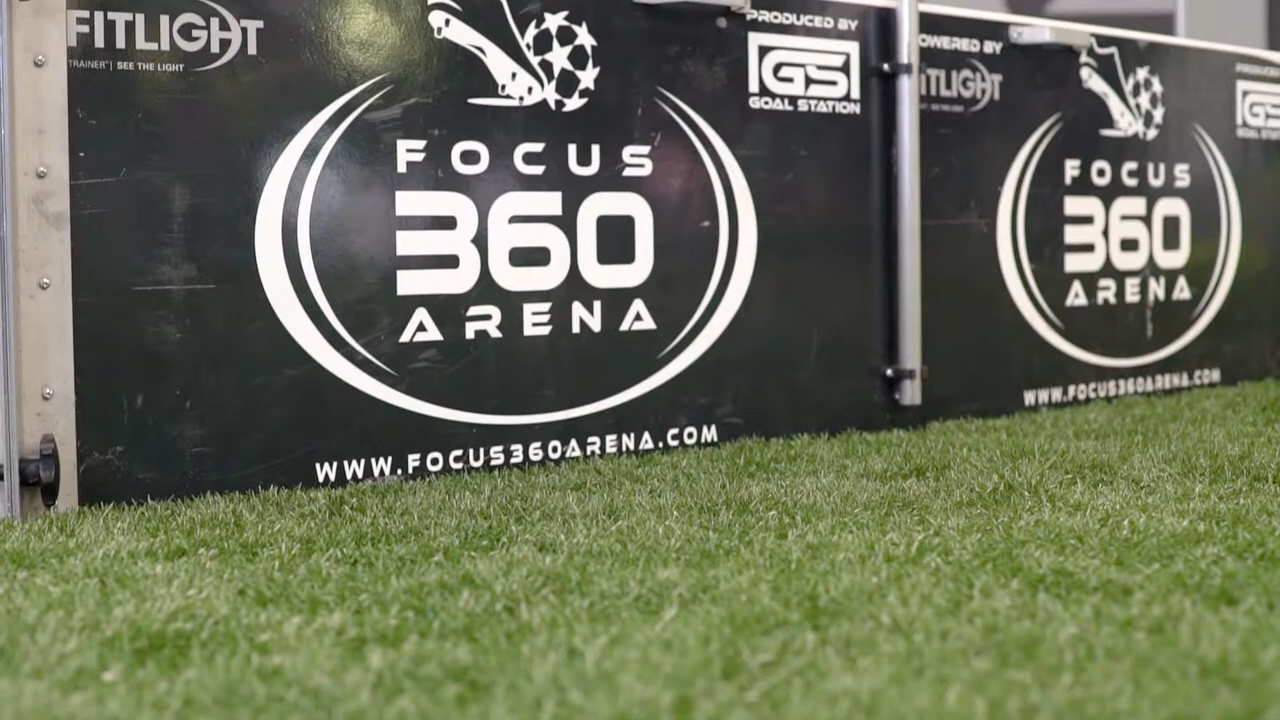 FITLIGHT
TRAINER™ | SEE THE LIGHT
PRODUCED BY
GS
GOAL STATION
FOCUS
360
ARENA
WWW.FOCUS360ARENA.COM
OWERED BY
ITLIGHT
GS
FOCUS
360
ARENA
WWW.FOCUS360ARENA.COM